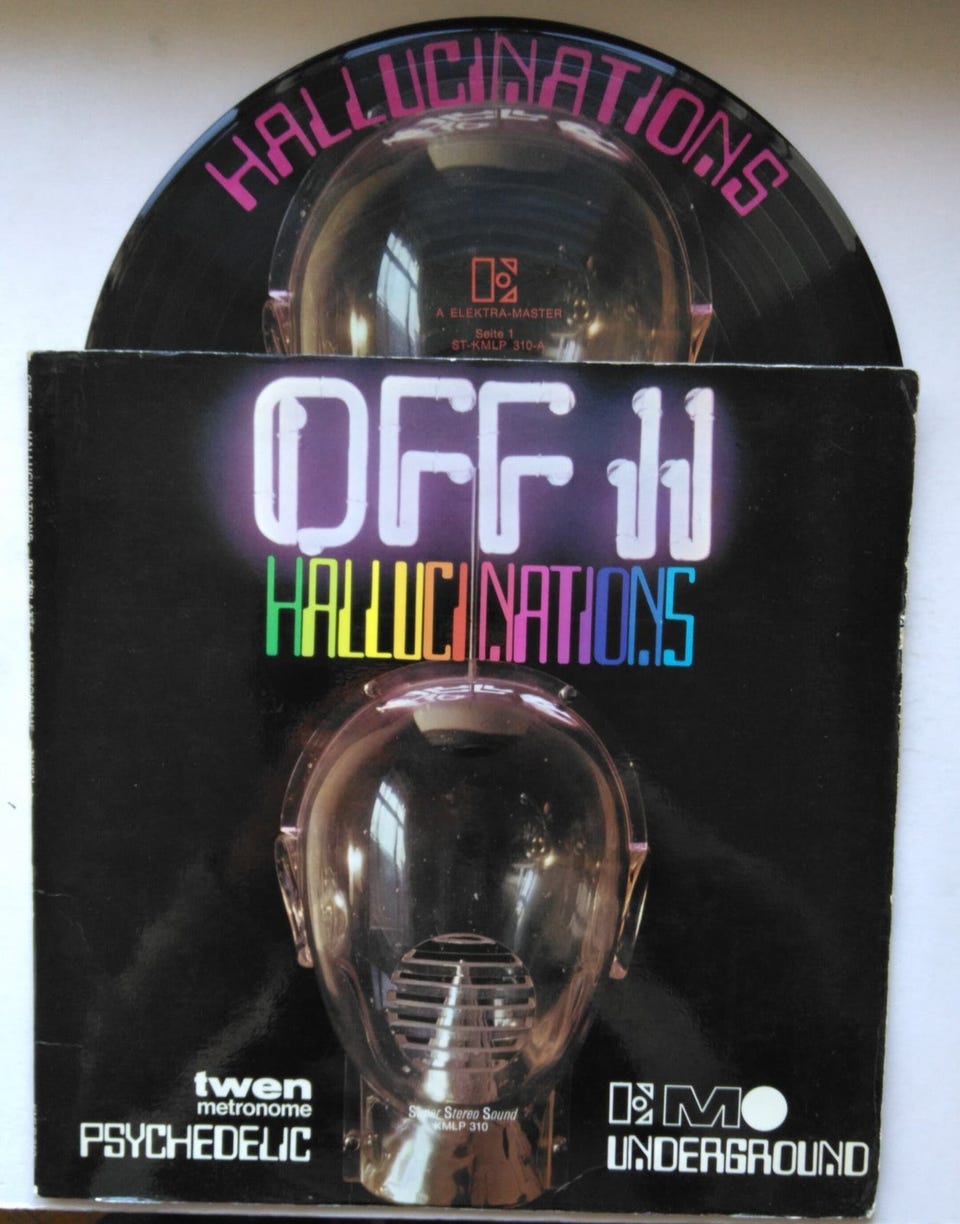 HALLUCINATIONS
A ELEKTRA-MASTER
Seite 1
ST-KMLP 310-A
OFF II
HALLUCINATIONS
twen
metronome
PSYCHEDELIC
Super Stereo Sound
KMLP 310
M
UNDERGROUND